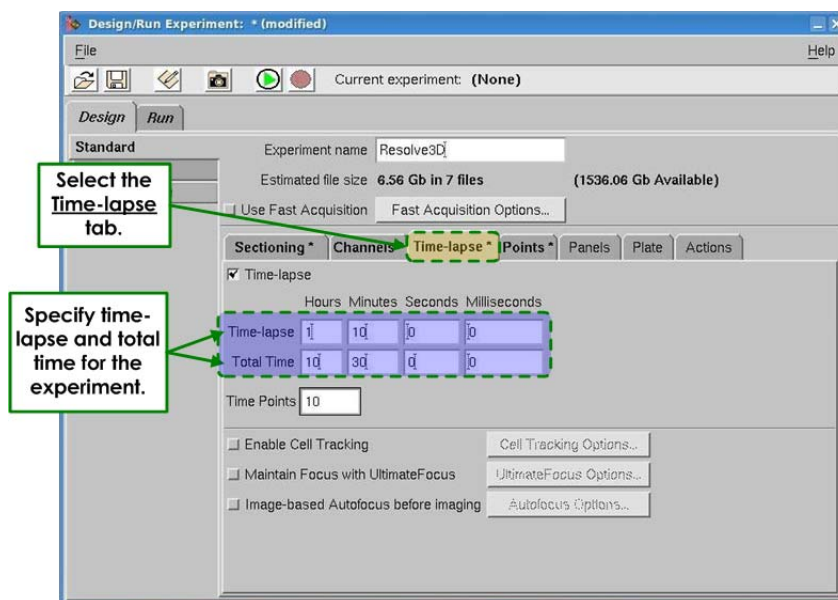 Design/Run Experiment: * (modified)
File Help
Current experiment: (None)
Design Run
Standard
Experiment name Resolve3D
Estimated file size 6.56 Gb in 7 files (1536.06 Gb Available)
Use Fast Acquisition Fast Acquisition Options...
Select the
Time-lapse
tab.
Sectioning * Channels Time-lapse * Points * Panels Plate Actions
Time-lapse
Hours Minutes Seconds Milliseconds
Time-lapse 1 10 0 0
Total Time 10 30 0 0
Specify time-
lapse and total
time for the
experiment.
Time Points 10
Enable Cell Tracking Cell Tracking Options...
Maintain Focus with UltimateFocus UltimateFocus Options...
Image-based Autofocus before imaging Autofocus Options...